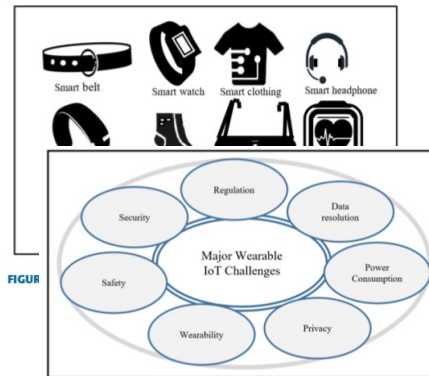 Smart belt
Smart watch
Smart clothing
Smart headphone
FIGUR
Regulation
Security
Data
resolution
Major Wearable
IoT Challenges
Safety
Power
Consumption
Wearability
Privacy